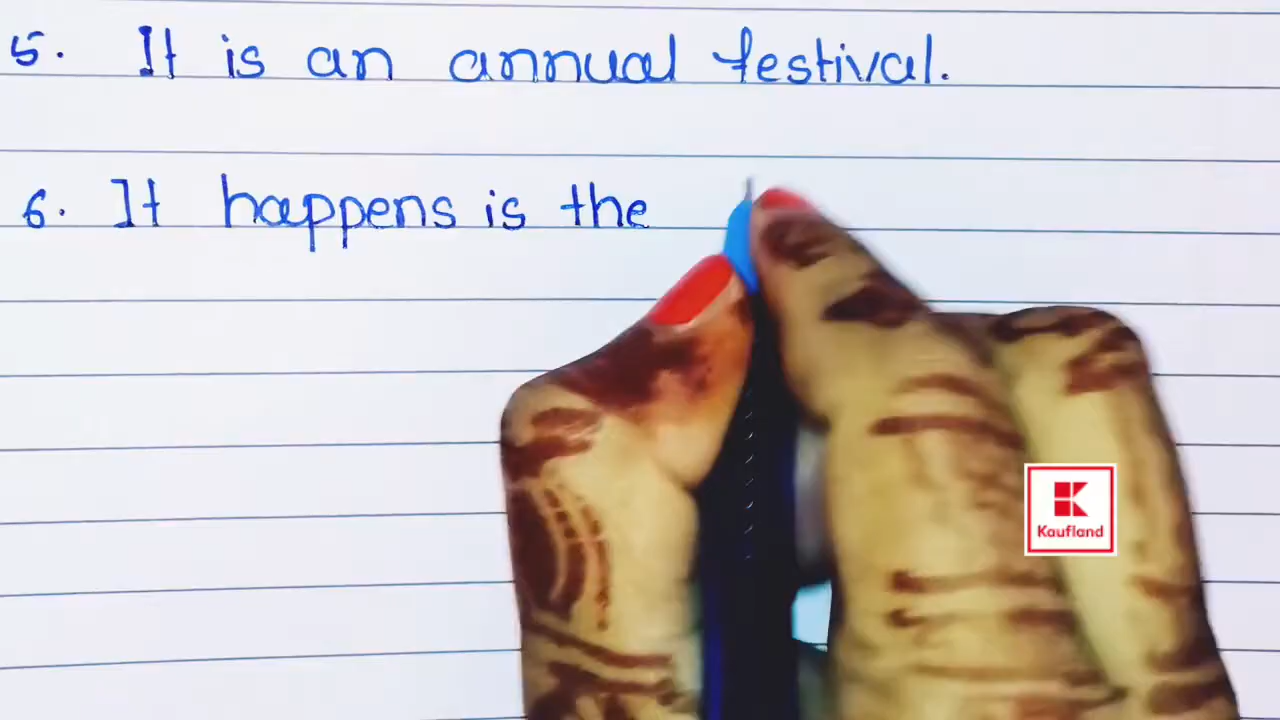 5. It is an annual festival.
6. It happens is the
Kaufland